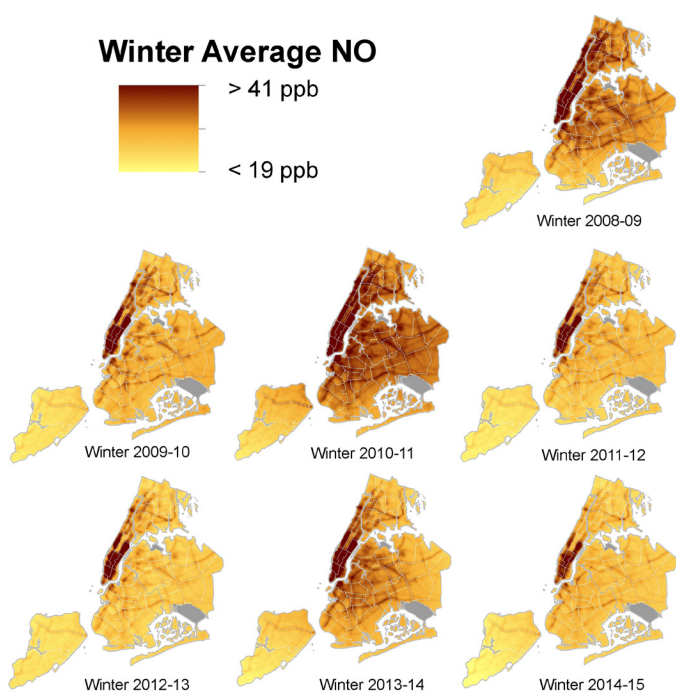 Winter Average NO
> 41 ppb
< 19 ppb
Winter 2008-09
Winter 2009-10
Winter 2010-11
Winter 2011-12
Winter 2012-13
Winter 2013-14
Winter 2014-15